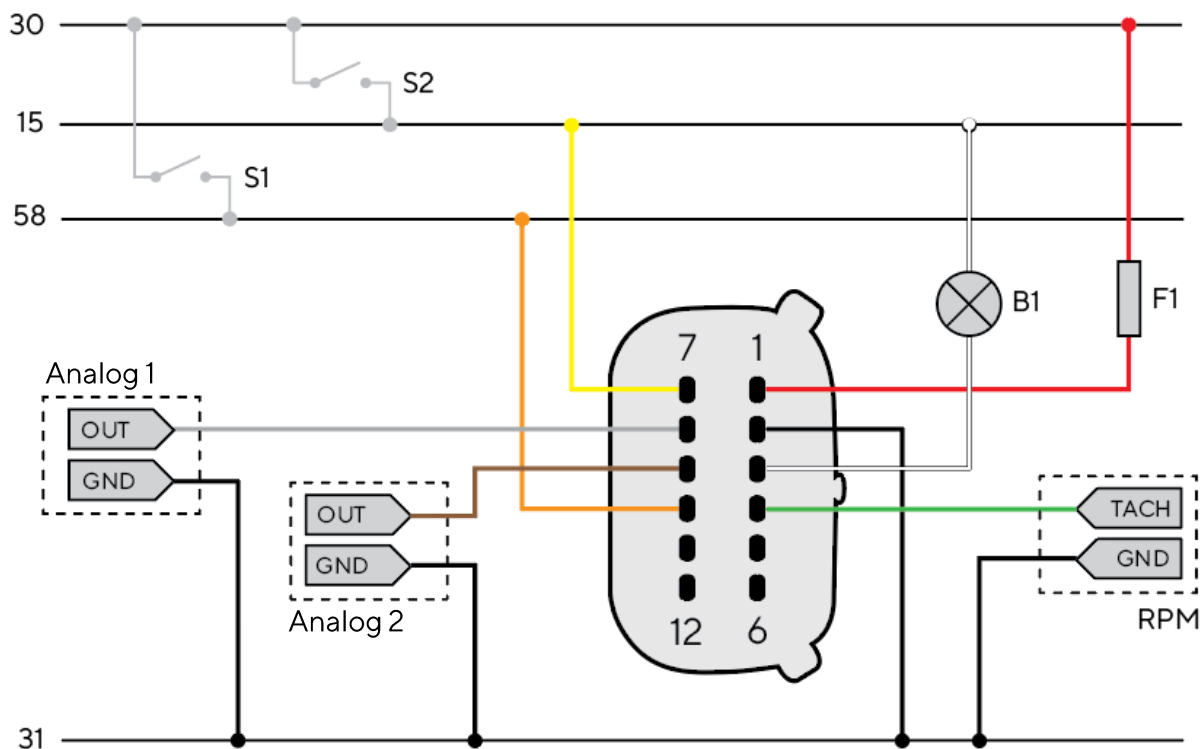 30
S2
15
S1
58
B1
F1
7 1
Analog 1
OUT
GND
OUT
GND
Analog 2
TACH
GND
RPM
12 6
31